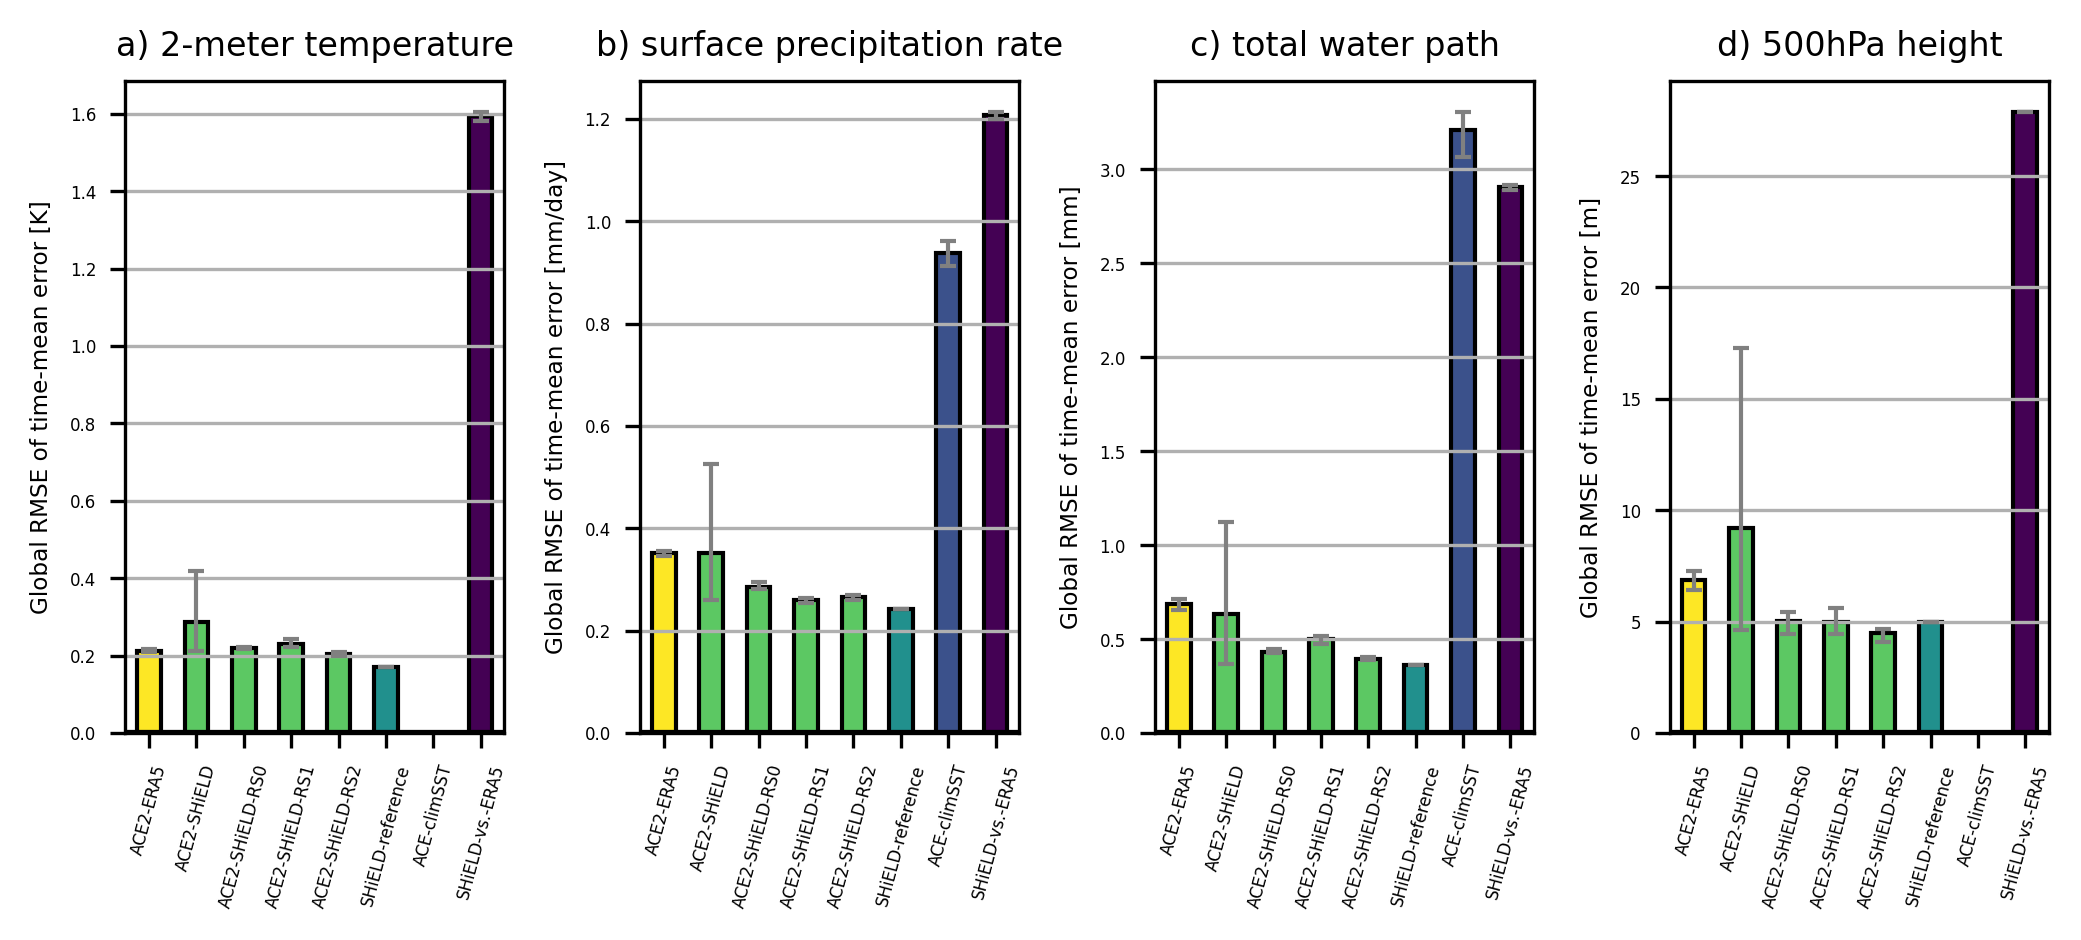 a) 2-meter temperature
Global RMSE of time-mean error [K]
1.6
1.4
1.2
1.0
0.8
0.6
0.4
0.2
0.0
ACE2-ERA5
ACE2-SHiELD
ACE2-SHiELD-RS0
ACE2-SHiELD-RS1
ACE2-SHiELD-RS2
SHiELD-reference
ACE-climSST
SHiELD-vs.-ERA5
b) surface precipitation rate
Global RMSE of time-mean error [mm/day]
1.2
1.0
0.8
0.6
0.4
0.2
0.0
ACE2-ERA5
ACE2-SHiELD
ACE2-SHiELD-RS0
ACE2-SHiELD-RS1
ACE2-SHiELD-RS2
SHiELD-reference
ACE-climSST
SHiELD-vs.-ERA5
c) total water path
Global RMSE of time-mean error [mm]
3.0
2.5
2.0
1.5
1.0
0.5
0.0
ACE2-ERA5
ACE2-SHiELD
ACE2-SHiELD-RS0
ACE2-SHiELD-RS1
ACE2-SHiELD-RS2
SHiELD-reference
ACE-climSST
SHiELD-vs.-ERA5
d) 500hPa height
Global RMSE of time-mean error [m]
25
20
15
10
5
0
ACE2-ERA5
ACE2-SHiELD
ACE2-SHiELD-RS0
ACE2-SHiELD-RS1
ACE2-SHiELD-RS2
SHiELD-reference
ACE-climSST
SHiELD-vs.-ERA5